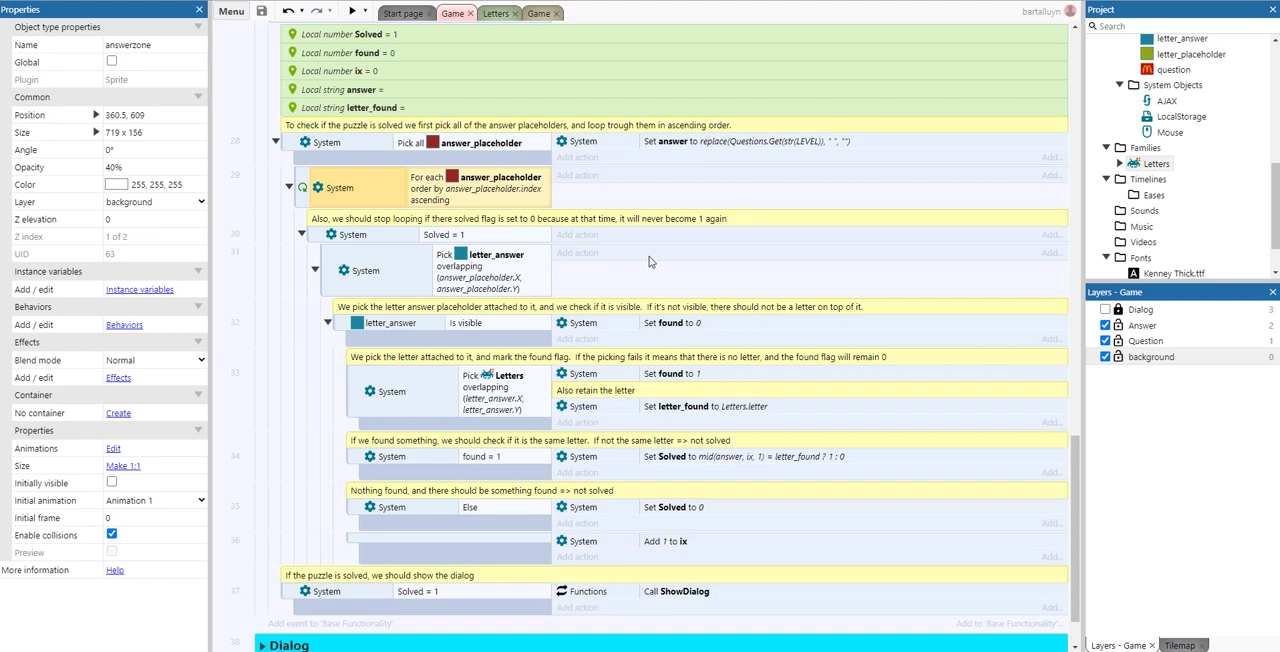 Properties
Object type properties
Name answerzone
Global
Plugin Sprite
Common
Position 360.5, 609
Size 719 x 156
Angle 0°
Opacity 40%
Color 255, 255, 255
Layer background
Z elevation 0
Z index 1 of 2
UID 63
Instance variables
Add / edit Instance variables
Behaviors
Add / edit Behaviors
Effects
Blend mode Normal
Add / edit Effects
Container
No container Create
Properties
Animations Edit
Size Make 1:1
Initially visible
Initial animation Animation 1
Initial frame 0
Enable collisions
Preview
More information Help
Menu
Start page Game Letters Game
bartalluyn
Local number Solved = 1
Local number found = 0
Local number ix = 0
Local string answer =
Local string letter_found =
To check if the puzzle is solved we first pick all of the answer placeholders, and loop trough them in ascending order.
28 System Pick all answer_placeholder System Set answer to replace(Questions.Get(str(LEVEL)), " ", "")
Add action Add...
29 System For each answer_placeholder order by answer_placeholder.index ascending Add action Add...
Also, we should stop looping if there solved flag is set to 0 because at that time, it will never become 1 again
30 System Solved = 1 Add action Add...
31 System Pick letter_answer overlapping (answer_placeholder.X, answer_placeholder.Y) Add action Add...
We pick the letter answer placeholder attached to it, and we check if it is visible. If it's not visible, there should not be a letter on top of it.
32 letter_answer Is visible System Set found to 0
Add action Add...
We pick the letter attached to it, and mark the found flag. If the picking fails it means that there is no letter, and the found flag will remain 0
33 System Pick Letters overlapping (letter_answer.X, letter_answer.Y) System Set found to 1
Also retain the letter
System Set letter_found to Letters.letter
Add action Add...
If we found something, we should check if it is the same letter. If not the same letter => not solved
34 System found = 1 System Set Solved to mid(answer, ix, 1) = letter_found ? 1 : 0
Add action Add...
Nothing found, and there should be something found => not solved
35 System Else System Set Solved to 0
Add action Add...
36 System Add 1 to ix
Add action Add...
If the puzzle is solved, we should show the dialog
37 System Solved = 1 Functions Call ShowDialog
Add action Add...
Add event to 'Base Functionality' Add to 'Base Functionality'...
38 Dialog
Project
Search
letter_answer
letter_placeholder
question
System Objects
AJAX
LocalStorage
Mouse
Families
Letters
Timelines
Eases
Sounds
Music
Videos
Fonts
Kenney Thick.ttf
Layers - Game
Dialog 3
Answer 2
Question 1
background 0
Layers - Game Tilemap